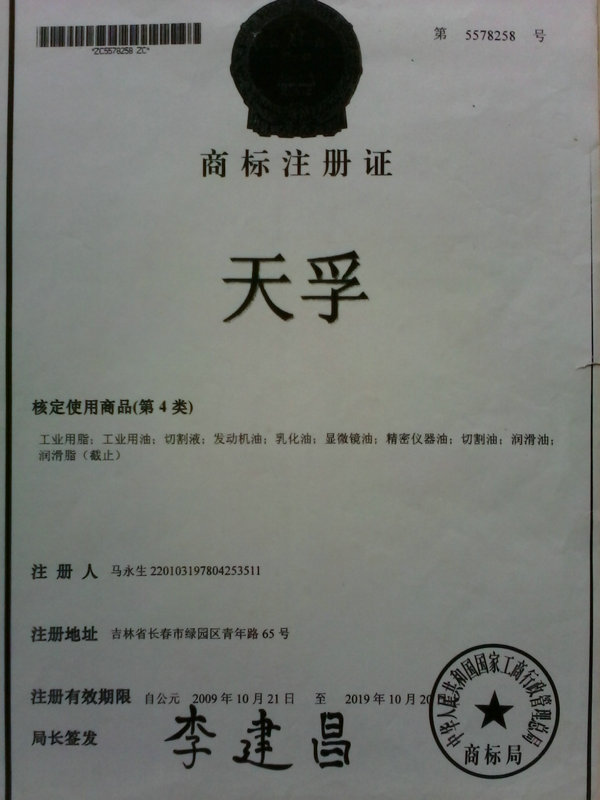 *ZC5578258 ZC*
第 5578258 号
商标注册证
天孚
核定使用商品(第 4 类)
工业用脂；工业用油；切割液；发动机油；乳化油；显微镜油；精密仪器油；切割油；润滑油；
润滑脂（截止）
注册人 马永生 220103197804253511
注册地址 吉林省长春市绿园区青年路 65 号
注册有效期限 自公元 2009 年 10 月 21 日 至 2019 年 10 月 20
局长签发 李建昌
中华人民共和国国家工商行政管理总局
商标局